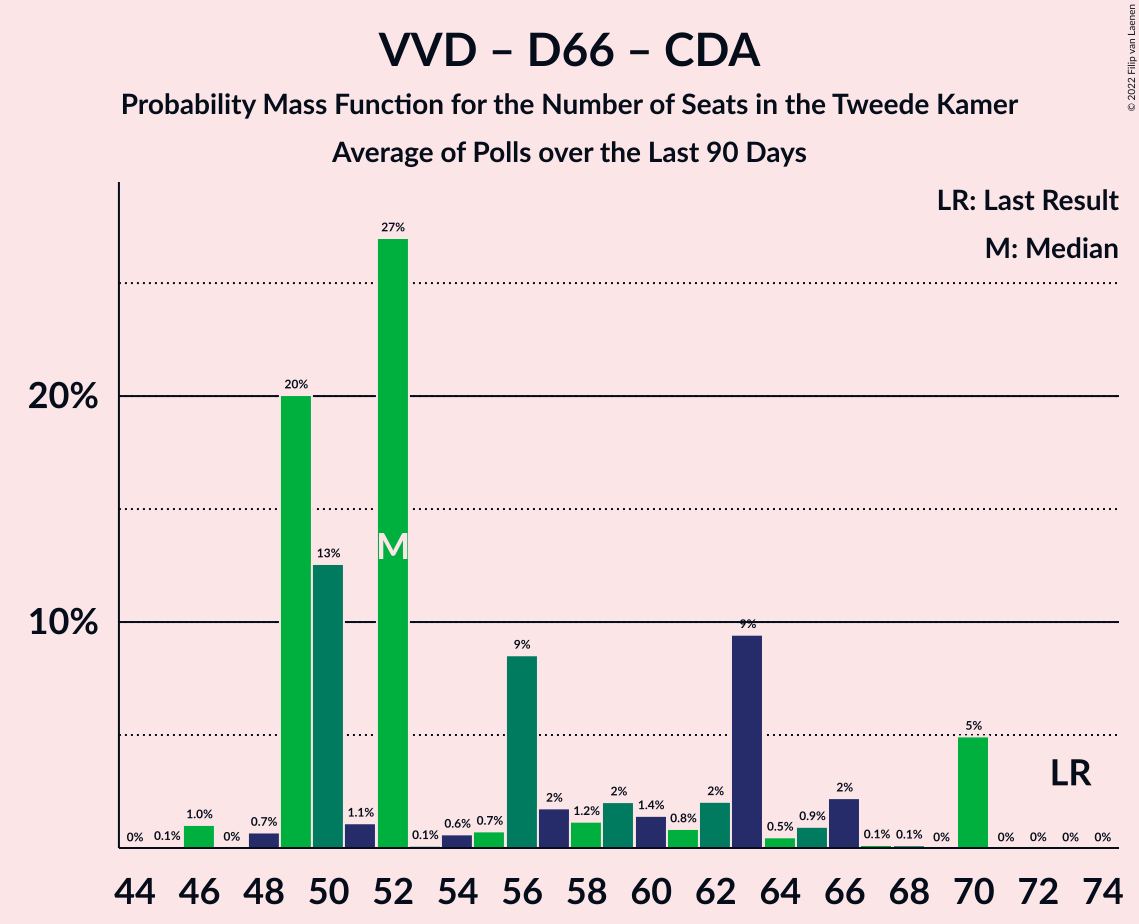 © 2022 Filip van Laenen
VVD – D66 – CDA
Probability Mass Function for the Number of Seats in the Tweede Kamer
Average of Polls over the Last 90 Days
LR: Last Result
M: Median
20%
10%
0% 0.1% 1.0% 0% 0.7% 20% 13% 1.1% 27% 0.1% 0.6% 0.7% 9% 2% 1.2% 2% 1.4% 0.8% 2% 9% 0.5% 0.9% 2% 0.1% 0.1% 0% 5% 0% 0% 0% 0%
M
LR
44 46 48 50 52 54 56 58 60 62 64 66 68 70 72 74